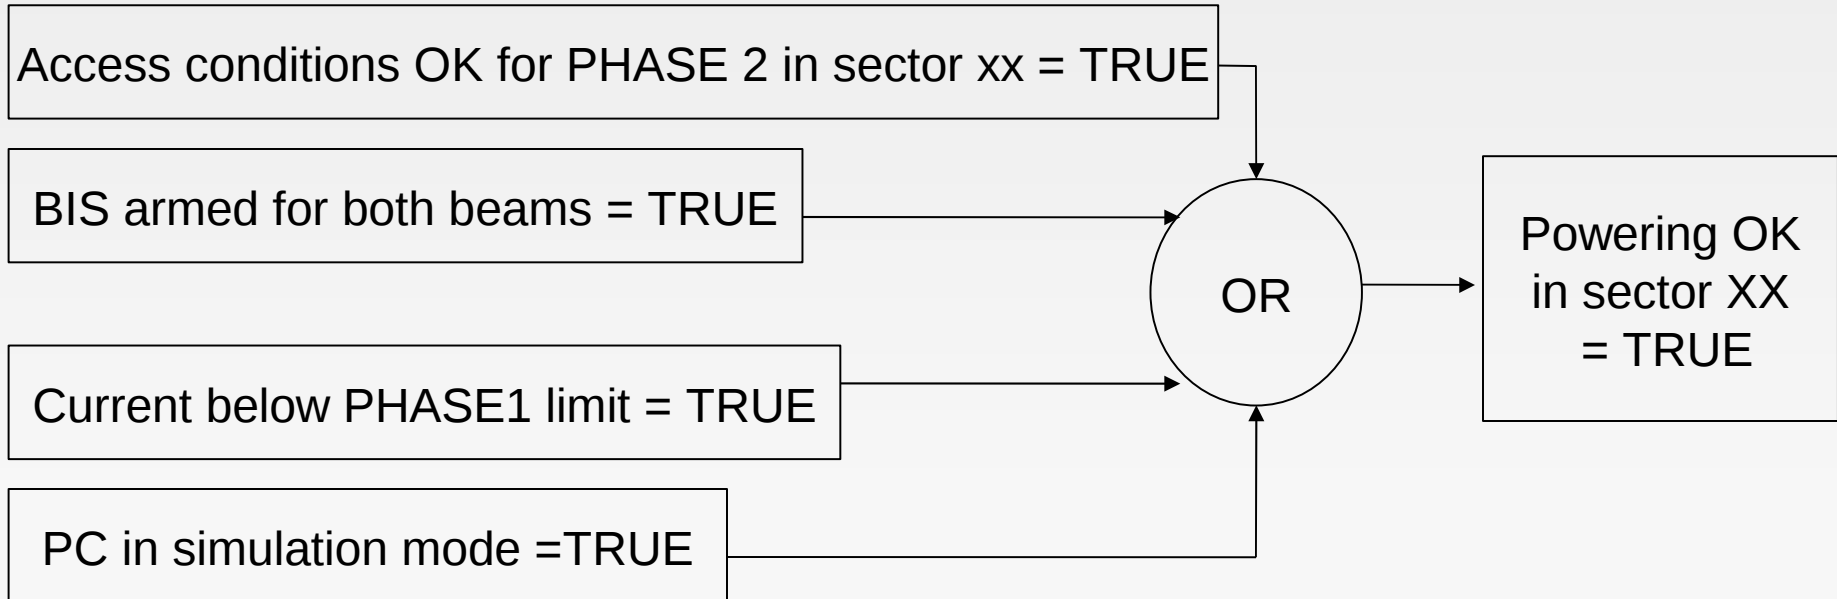 Access conditions OK for PHASE 2 in sector xx = TRUE
BIS armed for both beams = TRUE
Current below PHASE1 limit = TRUE
PC in simulation mode =TRUE
OR
Powering OK
in sector XX
= TRUE